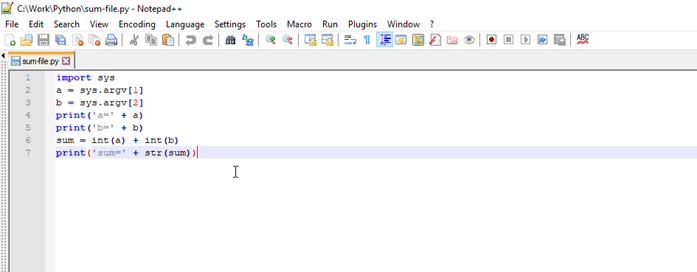 C:\Work\Python\sum-file.py - Notepad++
File Edit Search View Encoding Language Settings Tools Macro Run Plugins Window ?
ABC
sum-file.py
1 import sys
2 a = sys.argv[1]
3 b = sys.argv[2]
4 print('a=' + a)
5 print('b=' + b)
6 sum = int(a) + int(b)
7 print('sum=' + str(sum))